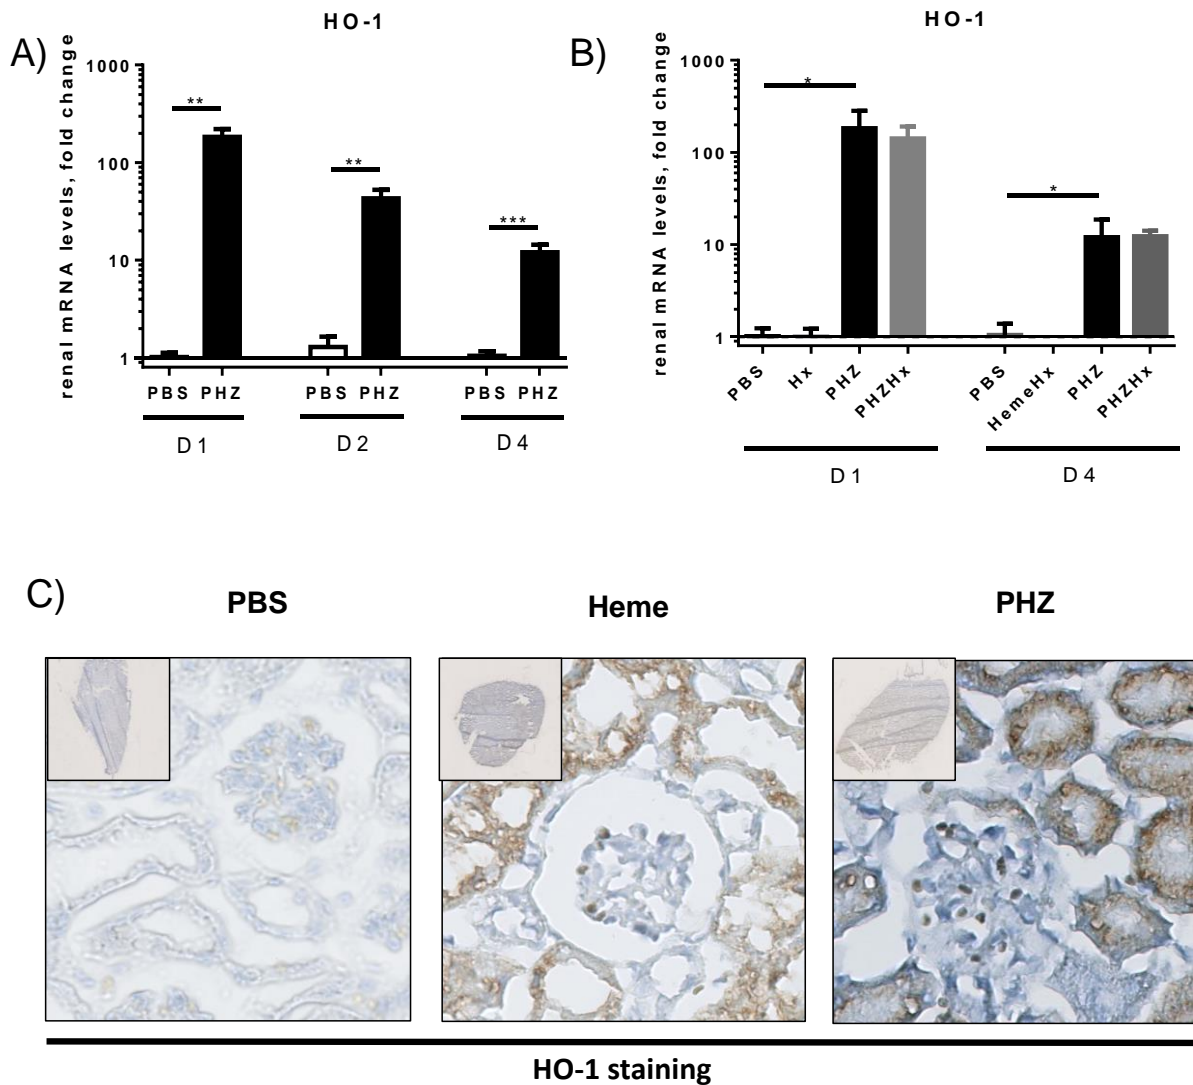 HO-1
A)
renal mRNA levels, fold change
1000
100
10
1
**
**
***
PBS PHZ PBS PHZ PBS PHZ
D1 D2 D4
HO-1
B)
renal mRNA levels, fold change
1000
100
10
1
*
*
PBS Hx PHZ PHZHx PBS HemeHx PHZ PHZHx
D1 D4
C)
PBS Heme PHZ
HO-1 staining